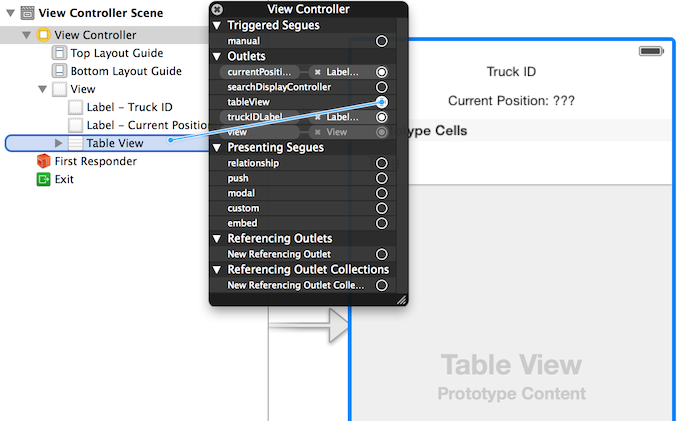 View Controller Scene
View Controller
Top Layout Guide
Bottom Layout Guide
View
Label – Truck ID
Label – Current Position
Table View
First Responder
Exit
View Controller
Triggered Segues
manual
Outlets
currentPositi... Label...
searchDisplayController
tableView
truckIDLabel Label...
view View
Presenting Segues
relationship
push
modal
custom
embed
Referencing Outlets
New Referencing Outlet
Referencing Outlet Collections
New Referencing Outlet Colle...
Truck ID
Current Position: ???
otype Cells
Table View
Prototype Content